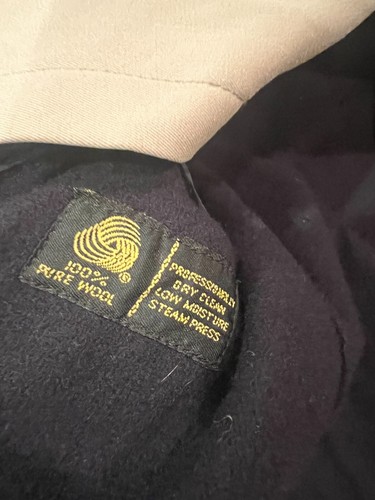 100%
PURE WOOL
®
PROFESSIONALLY
DRY CLEAN
LOW MOISTURE
STEAM PRESS